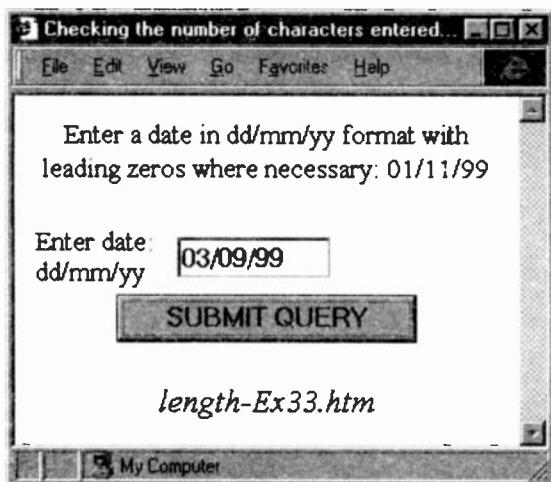 Checking the number of characters entered...
File Edit View Go Favorites Help
Enter a date in dd/mm/yy format with
leading zeros where necessary: 01/11/99
Enter date:
dd/mm/yy
03/09/99
SUBMIT QUERY
length-Ex33.htm
My Computer